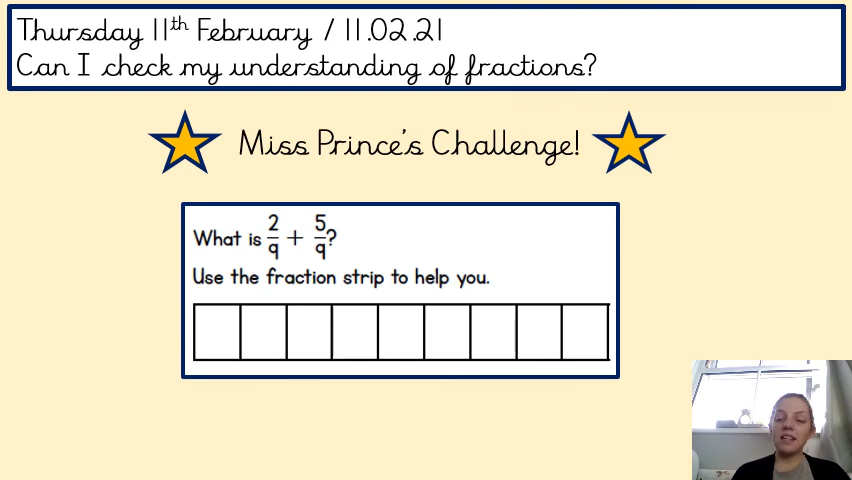 Thursday 11th February / 11.02.21
Can I check my understanding of fractions?
Miss Prince's Challenge!
What is 2/9 + 5/9?
Use the fraction strip to help you.